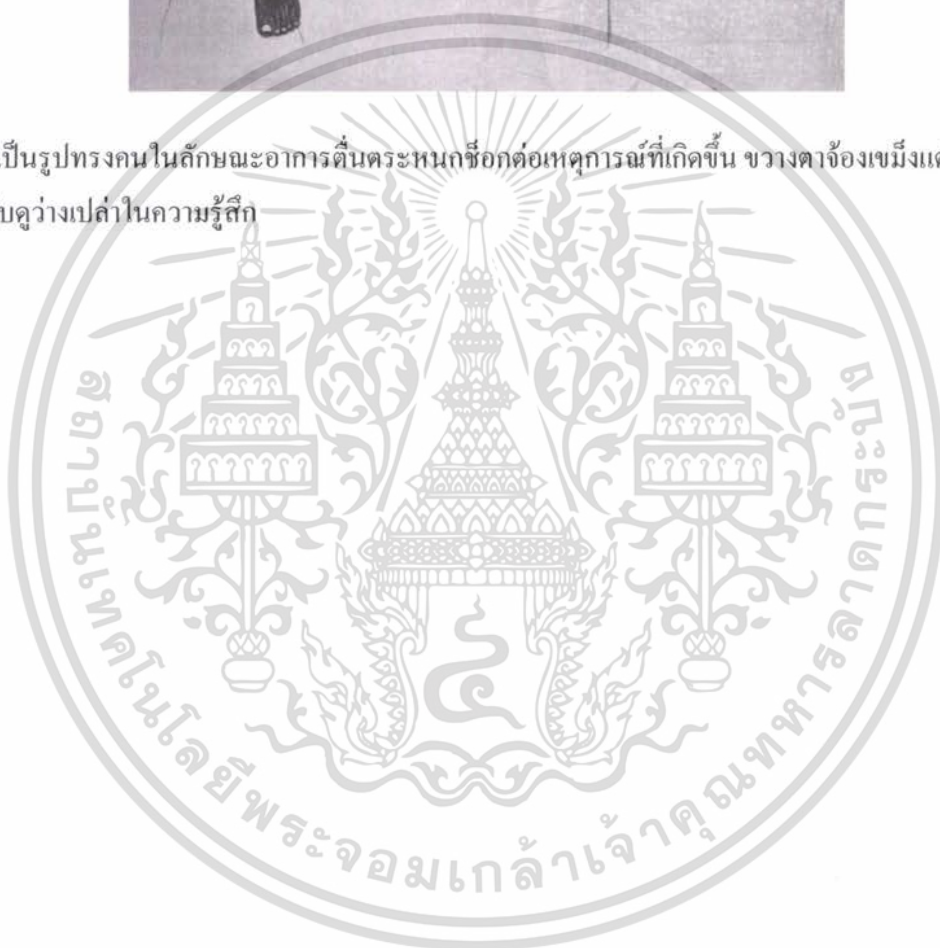 เป็นรูปทรงคนในลักษณะอาการตื่นตระหนกช็อกต่อเหตุการณ์ที่เกิดขึ้น ขวางตาจ้องเขม็งแต่
บดูว่างเปล่าในความรู้สึก
สถาบันเทคโนโลยีพระจอมเกล้าเจ้าคุณทหารลาดกระบัง
๔